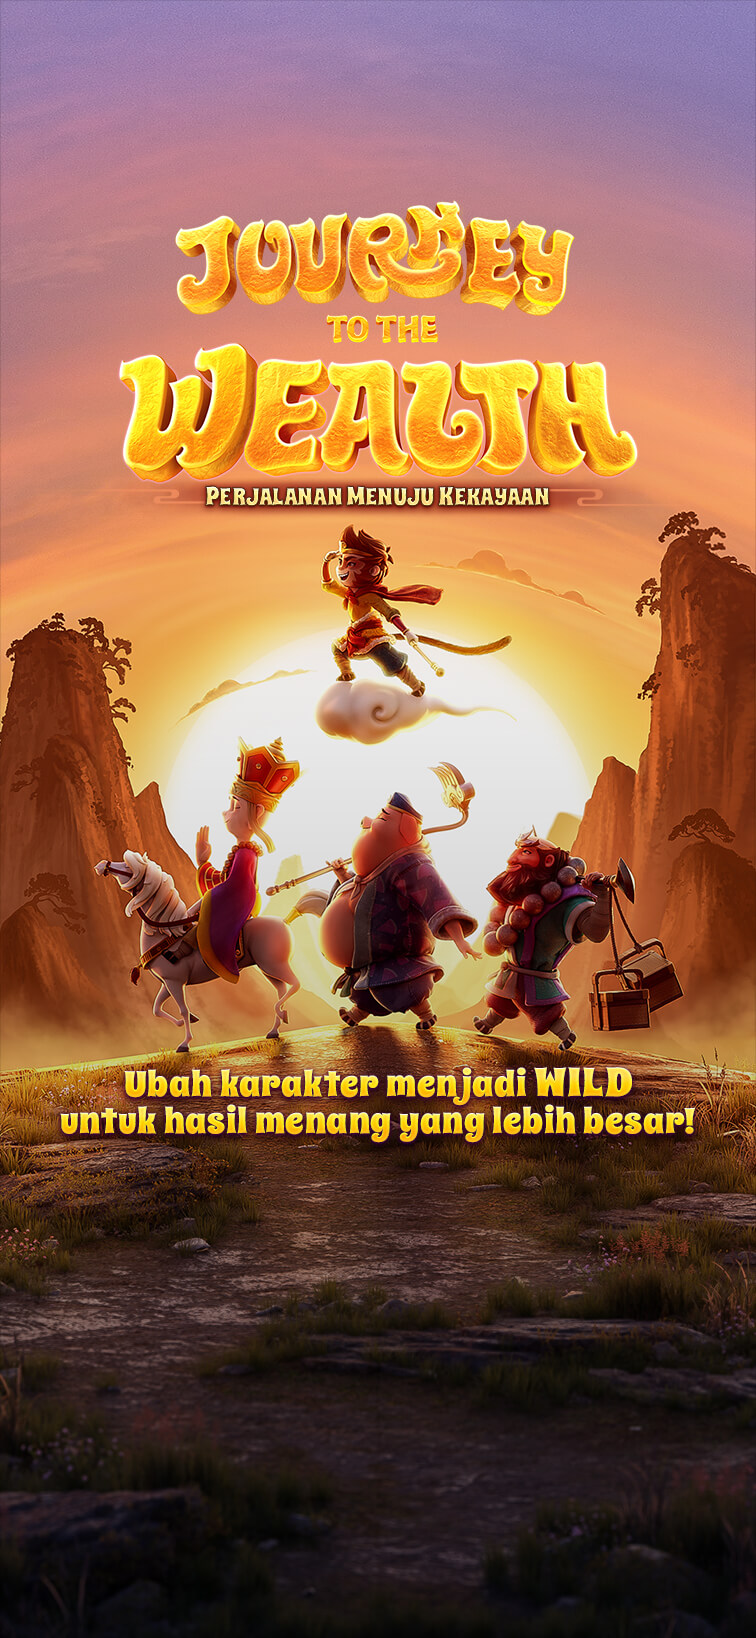 JOURNEY
TO THE
WEALTH
PERJALANAN MENUJU KEKAYAAN
Ubah karakter menjadi WILD
untuk hasil menang yang lebih besar!